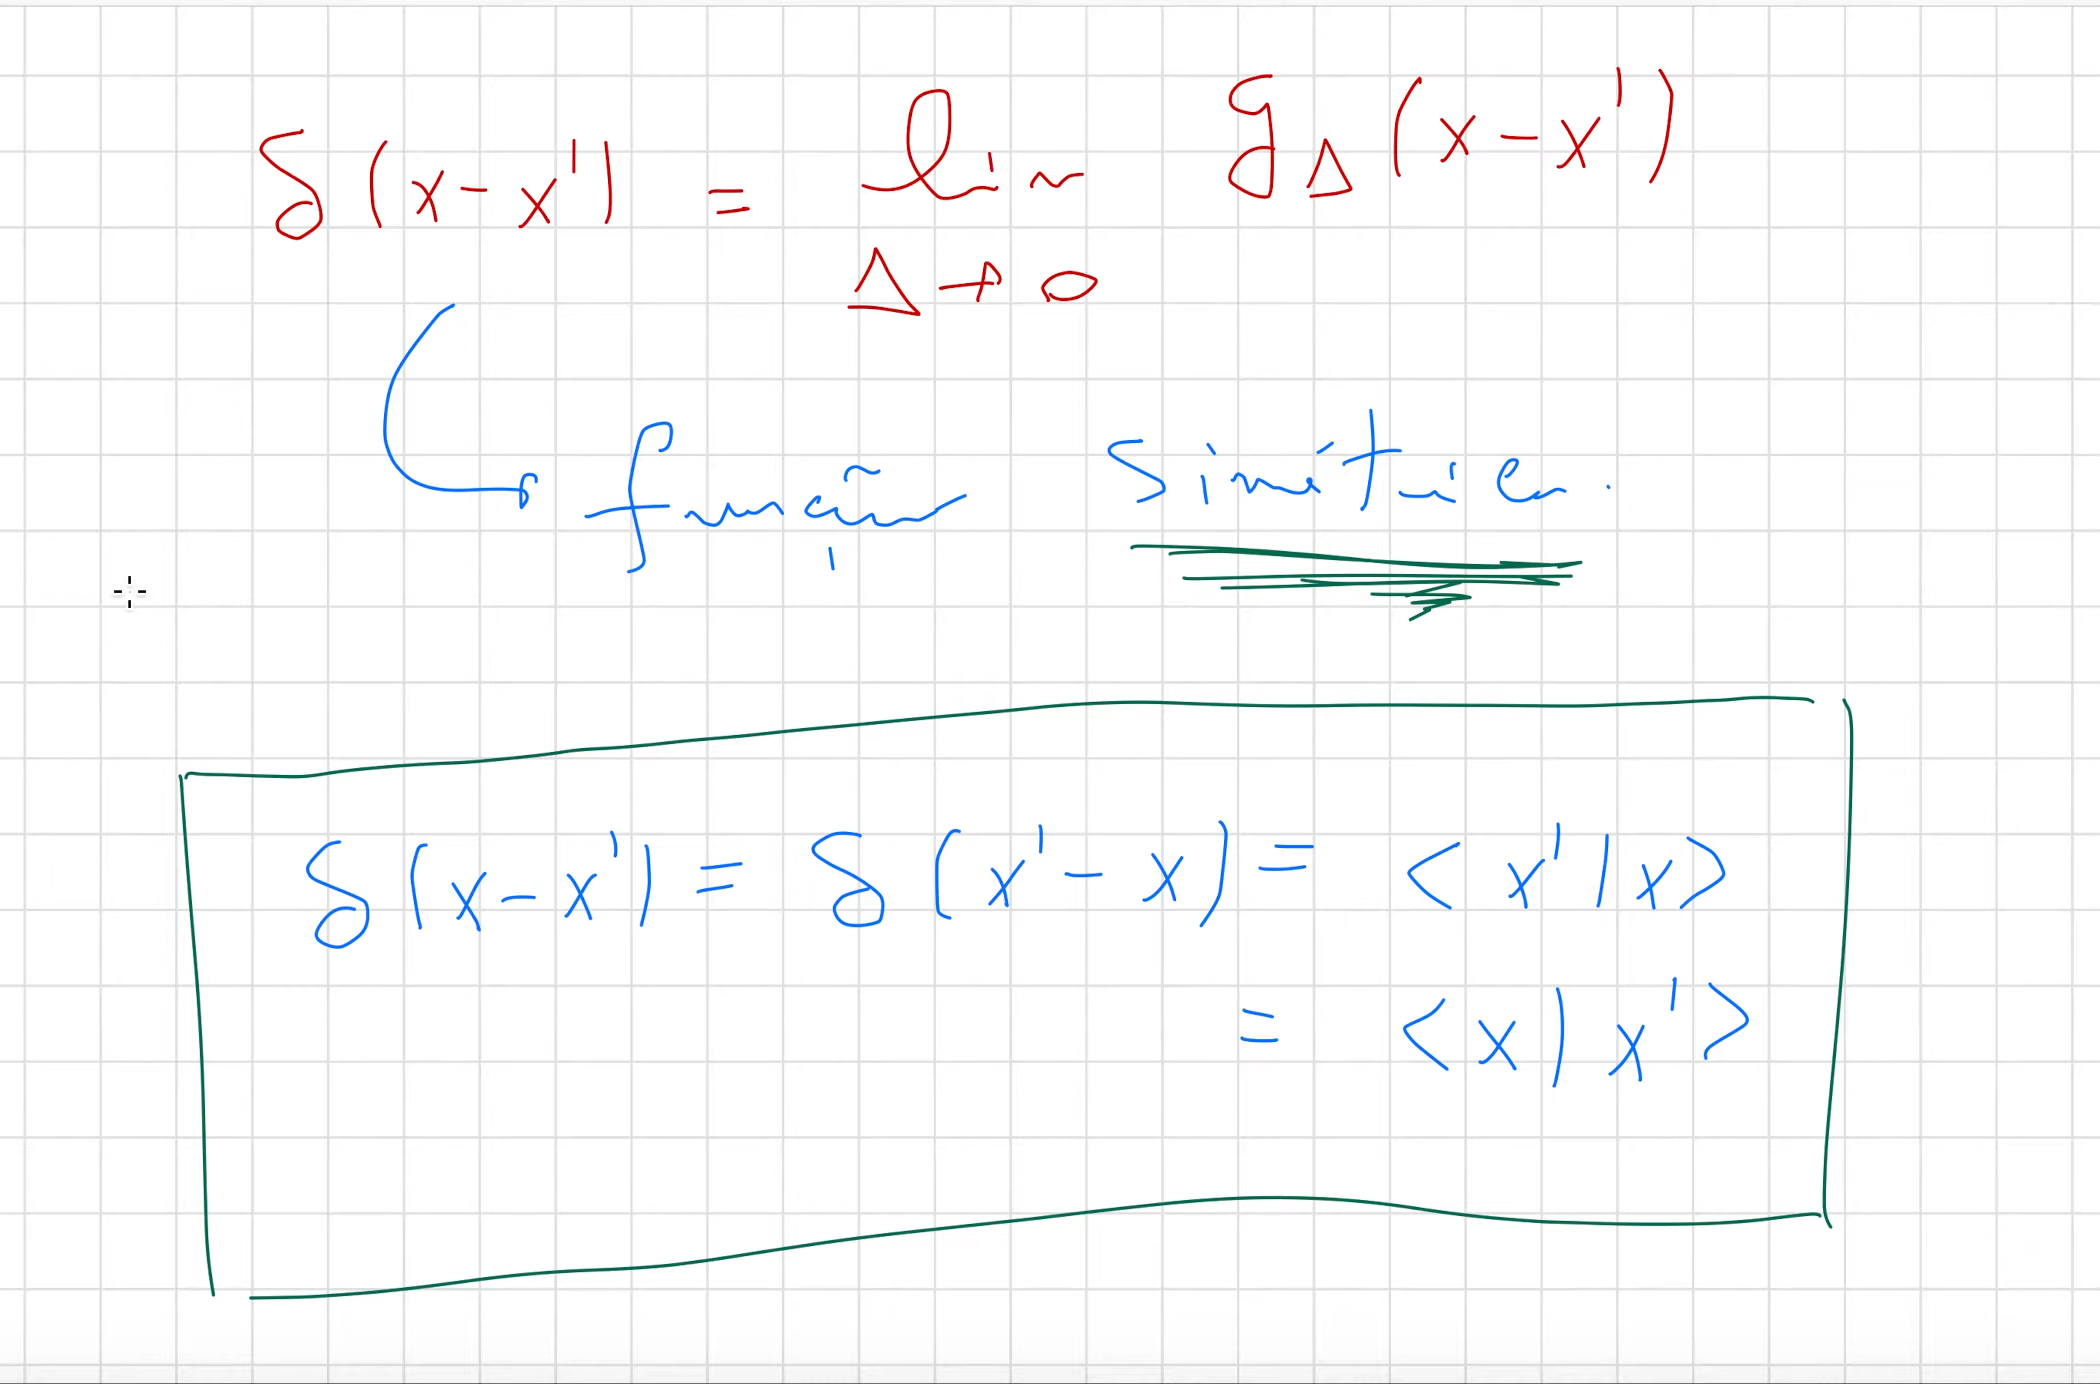 δ(x-x') = lim g_Δ(x-x')
Δ→0
função simétrica.
δ(x-x') = δ(x'-x) = <x'|x>
= <x|x'>